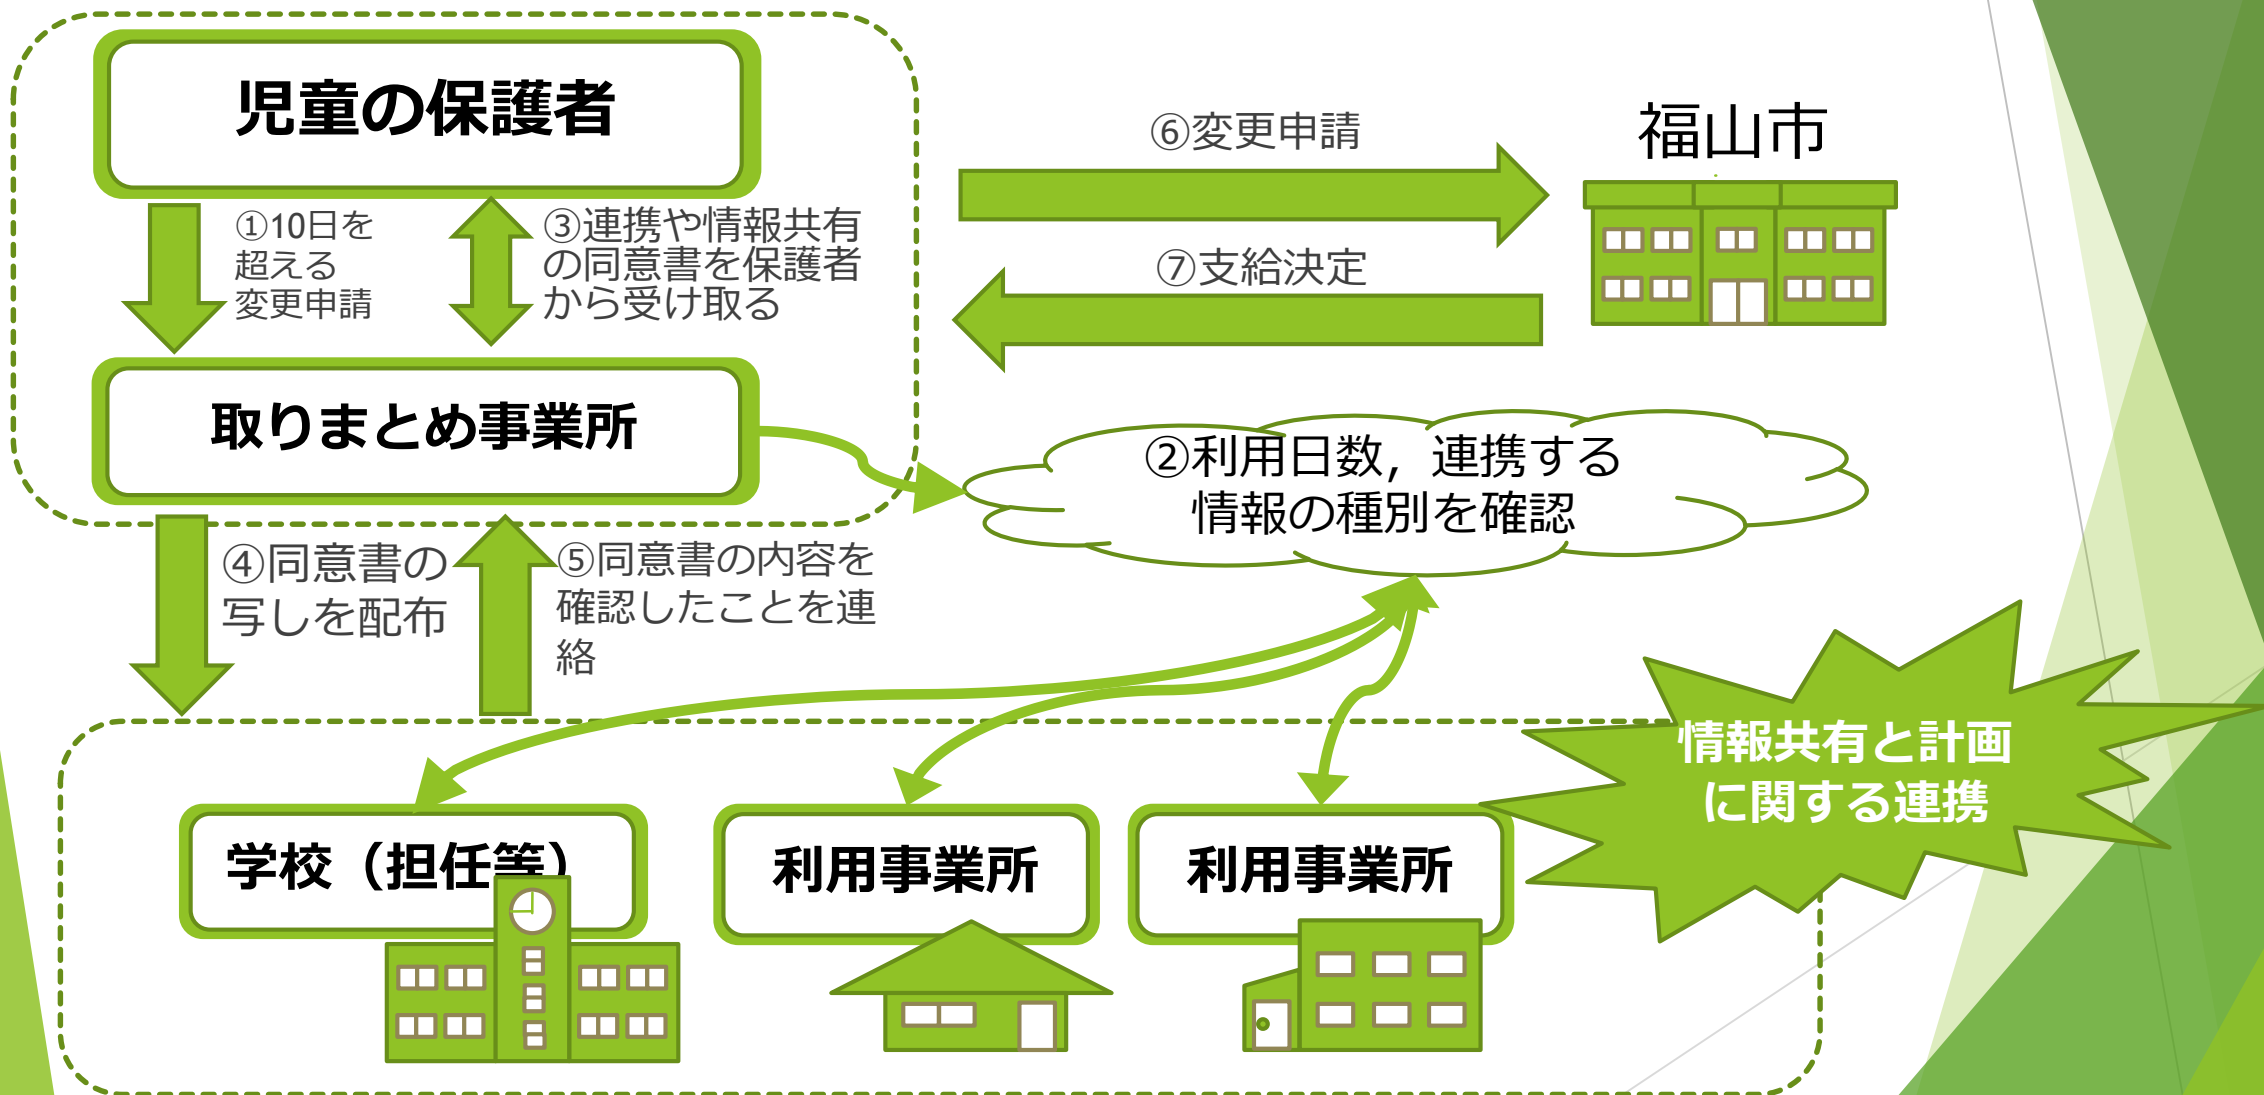 児童の保護者
①10日を
超える
変更申請
③連携や情報共有
の同意書を保護者
から受け取る
取りまとめ事業所
⑥変更申請
福山市
⑦支給決定
②利用日数，連携する
情報の種別を確認
④同意書の
写しを配布
⑤同意書の内容を
確認したことを連
絡
情報共有と計画
に関する連携
学校（担任等）
利用事業所
利用事業所